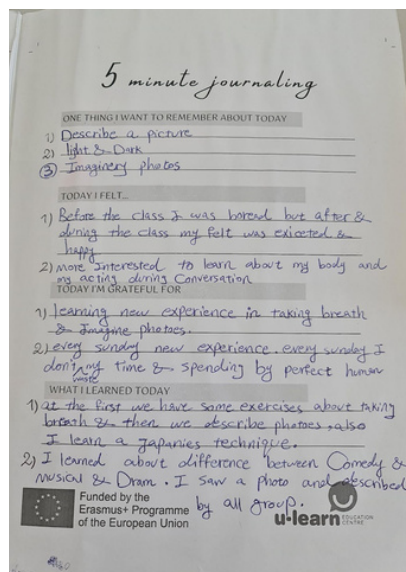 5 minute journaling
ONE THING I WANT TO REMEMBER ABOUT TODAY
1) Describe a picture
2) light & Dark
3) Imaginery photos
TODAY I FELT...
1) Before the class I was boread but after &
during the class my felt was exiceted &
happy
2) more Interested to learn about my body and
my acting during Conversation
TODAY I'M GRATEFUL FOR
1) learning new experience in taking breath
& Imagine photoes.
2) every sunday new experience. every sunday I
don't waste my time & spending by perfect human
WHAT I LEARNED TODAY
1) at the first we have some exercises about taking
breath & then we describe photoes, also
I learn a Japanies technique.
2) I learned about difference between Comedy &
Musical & Dram. I saw a photo and described
by all group.
Funded by the
Erasmus+ Programme
of the European Union
u-learn EDUCATION
CENTRE